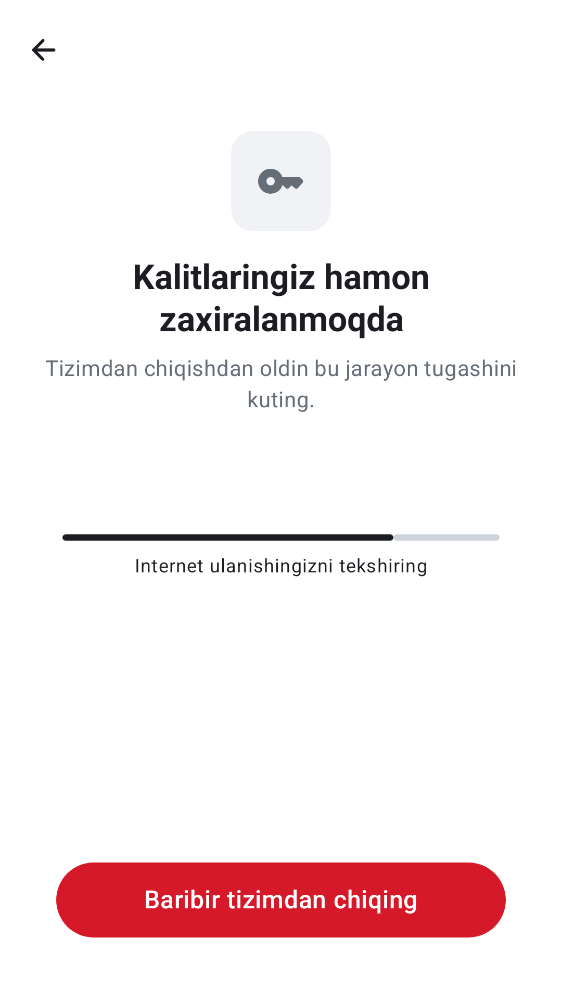 Kalitlaringiz hamon
zaxiralanmoqda
Tizimdan chiqishdan oldin bu jarayon tugashini
kuting.
Internet ulanishingizni tekshiring
Baribir tizimdan chiqing